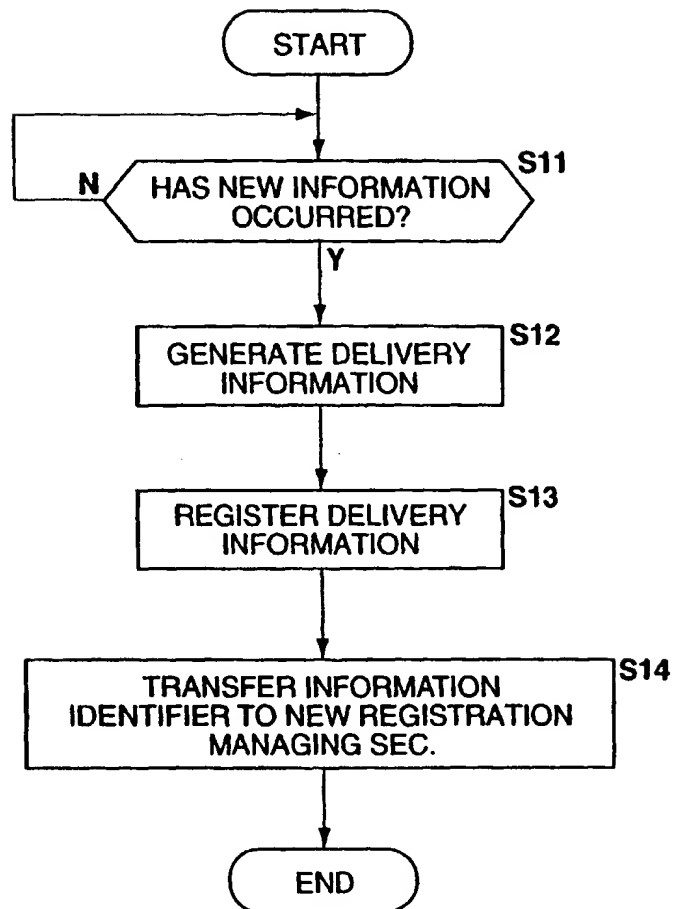 START
S11
N
HAS NEW INFORMATION
OCCURRED?
Y
S12
GENERATE DELIVERY
INFORMATION
S13
REGISTER DELIVERY
INFORMATION
S14
TRANSFER INFORMATION
IDENTIFIER TO NEW REGISTRATION
MANAGING SEC.
END